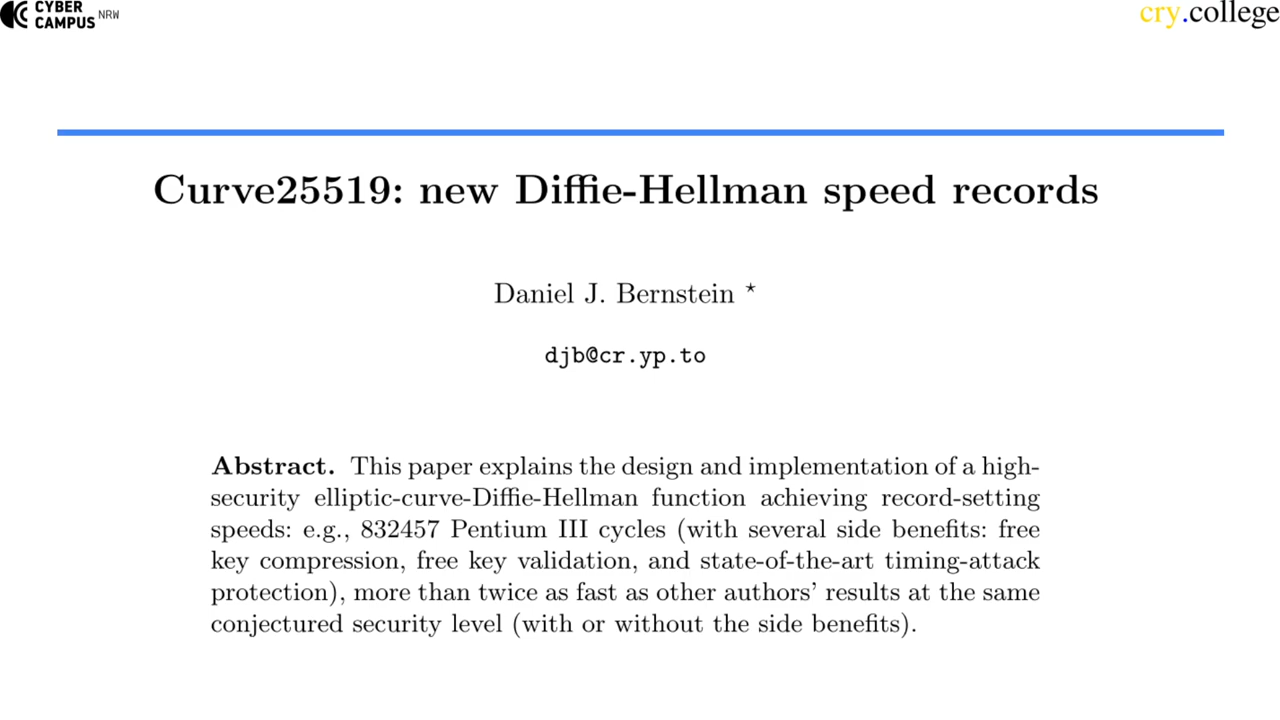 CYBER
CAMPUS NRW
cry.college
Curve25519: new Diffie-Hellman speed records
Daniel J. Bernstein ⋆
djb@cr.yp.to
Abstract. This paper explains the design and implementation of a high-
security elliptic-curve-Diffie-Hellman function achieving record-setting
speeds: e.g., 832457 Pentium III cycles (with several side benefits: free
key compression, free key validation, and state-of-the-art timing-attack
protection), more than twice as fast as other authors’ results at the same
conjectured security level (with or without the side benefits).